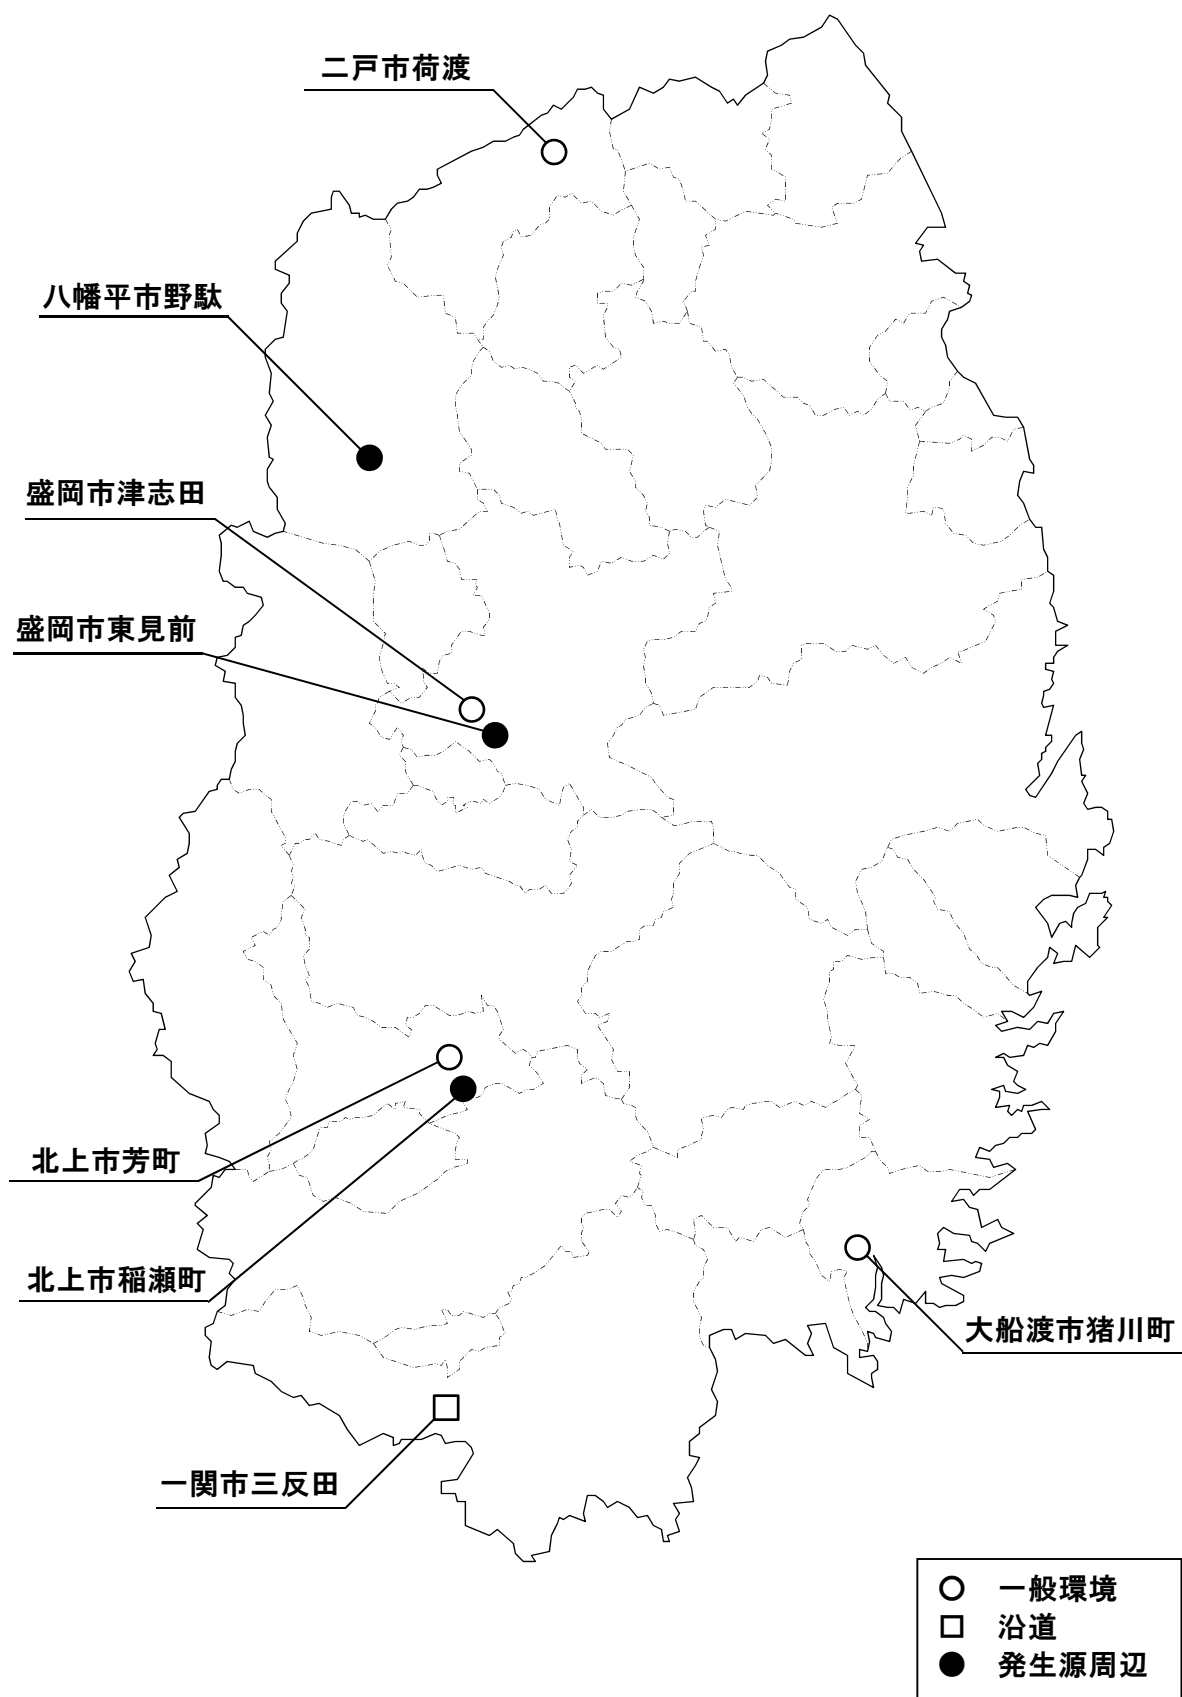 二戸市荷渡
八幡平市野駄
盛岡市津志田
盛岡市東見前
北上市芳町
北上市稲瀬町
大船渡市猪川町
一関市三反田
一般環境
沿道
発生源周辺